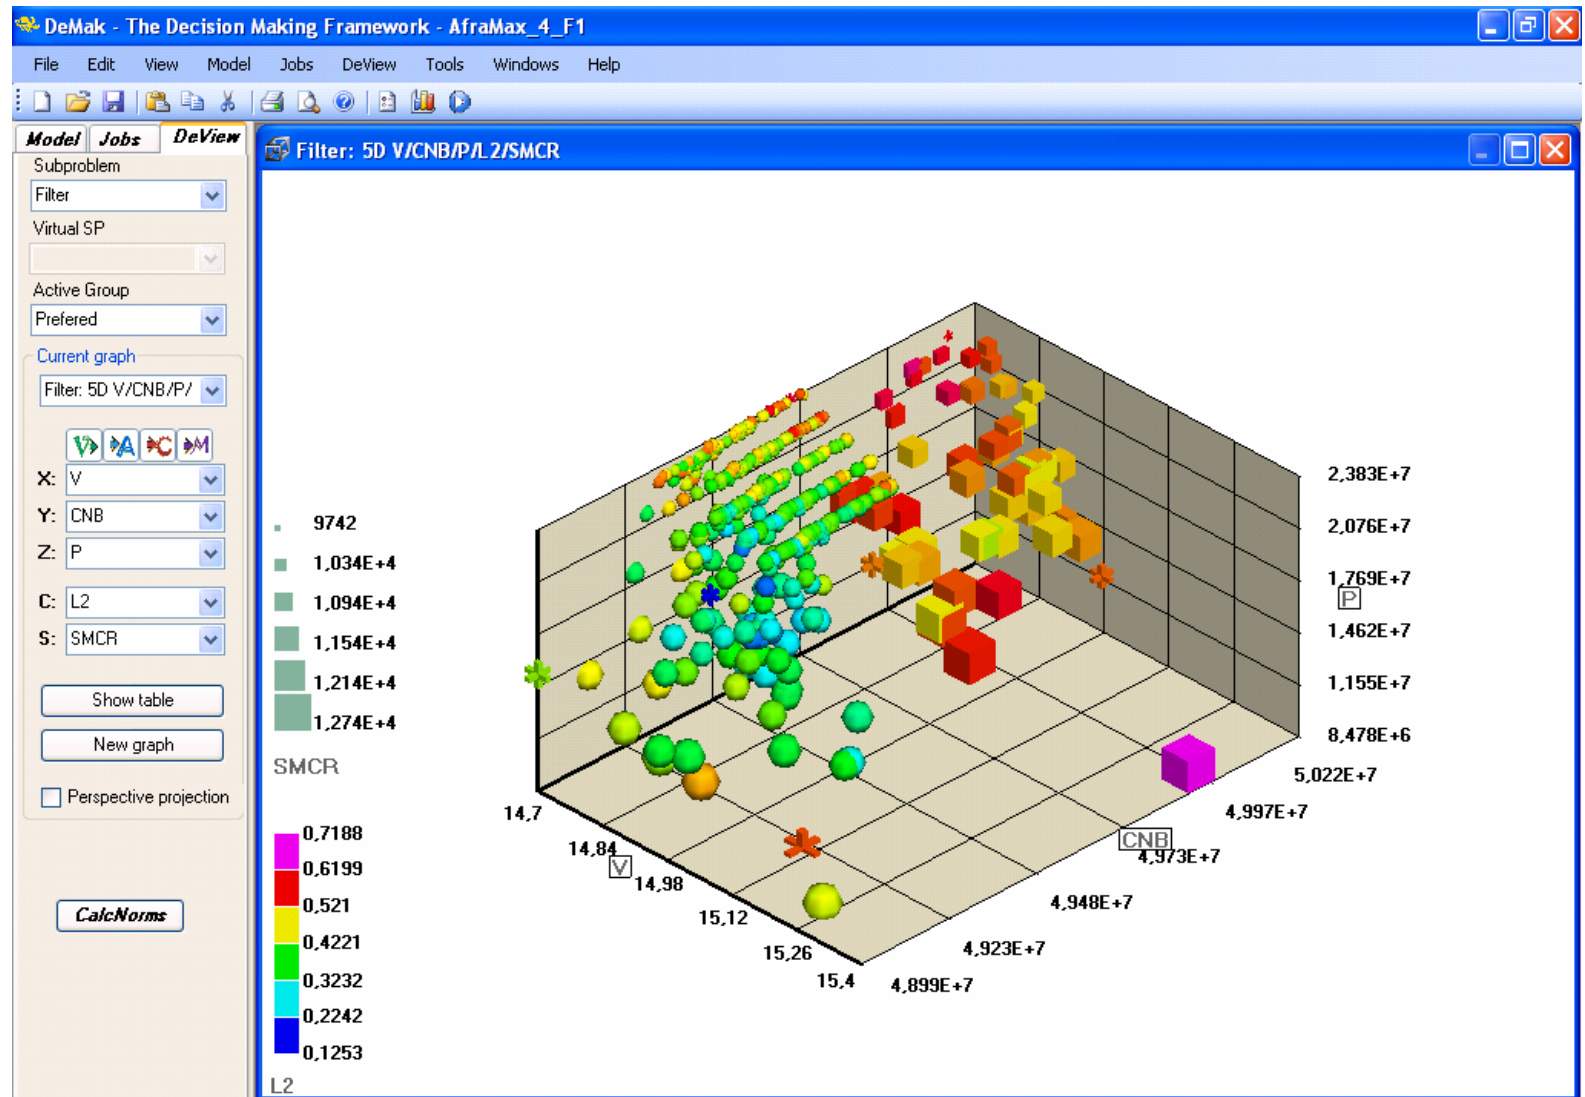 DeMak - The Decision Making Framework - AfraMax_4_F1
File Edit View Model Jobs DeView Tools Windows Help
Model Jobs DeView
Filter: 5D V/CNB/P/L2/SMCR
Subproblem
Filter
Virtual SP
Active Group
Prefered
Current graph
Filter: 5D V/CNB/P/
V A C M
X: V
Y: CNB
Z: P
C: L2
S: SMCR
Show table
New graph
Perspective projection
CalcNorms
9742
1,034E+4
1,094E+4
1,154E+4
1,214E+4
1,274E+4
SMCR
0,7188
0,6199
0,521
0,4221
0,3232
0,2242
0,1253
L2
14,7
14,84
V
14,98
15,12
15,26
15,4
4,899E+7
4,923E+7
4,948E+7
CNB
4,973E+7
4,997E+7
5,022E+7
2,383E+7
2,076E+7
1,769E+7
P
1,462E+7
1,155E+7
8,478E+6